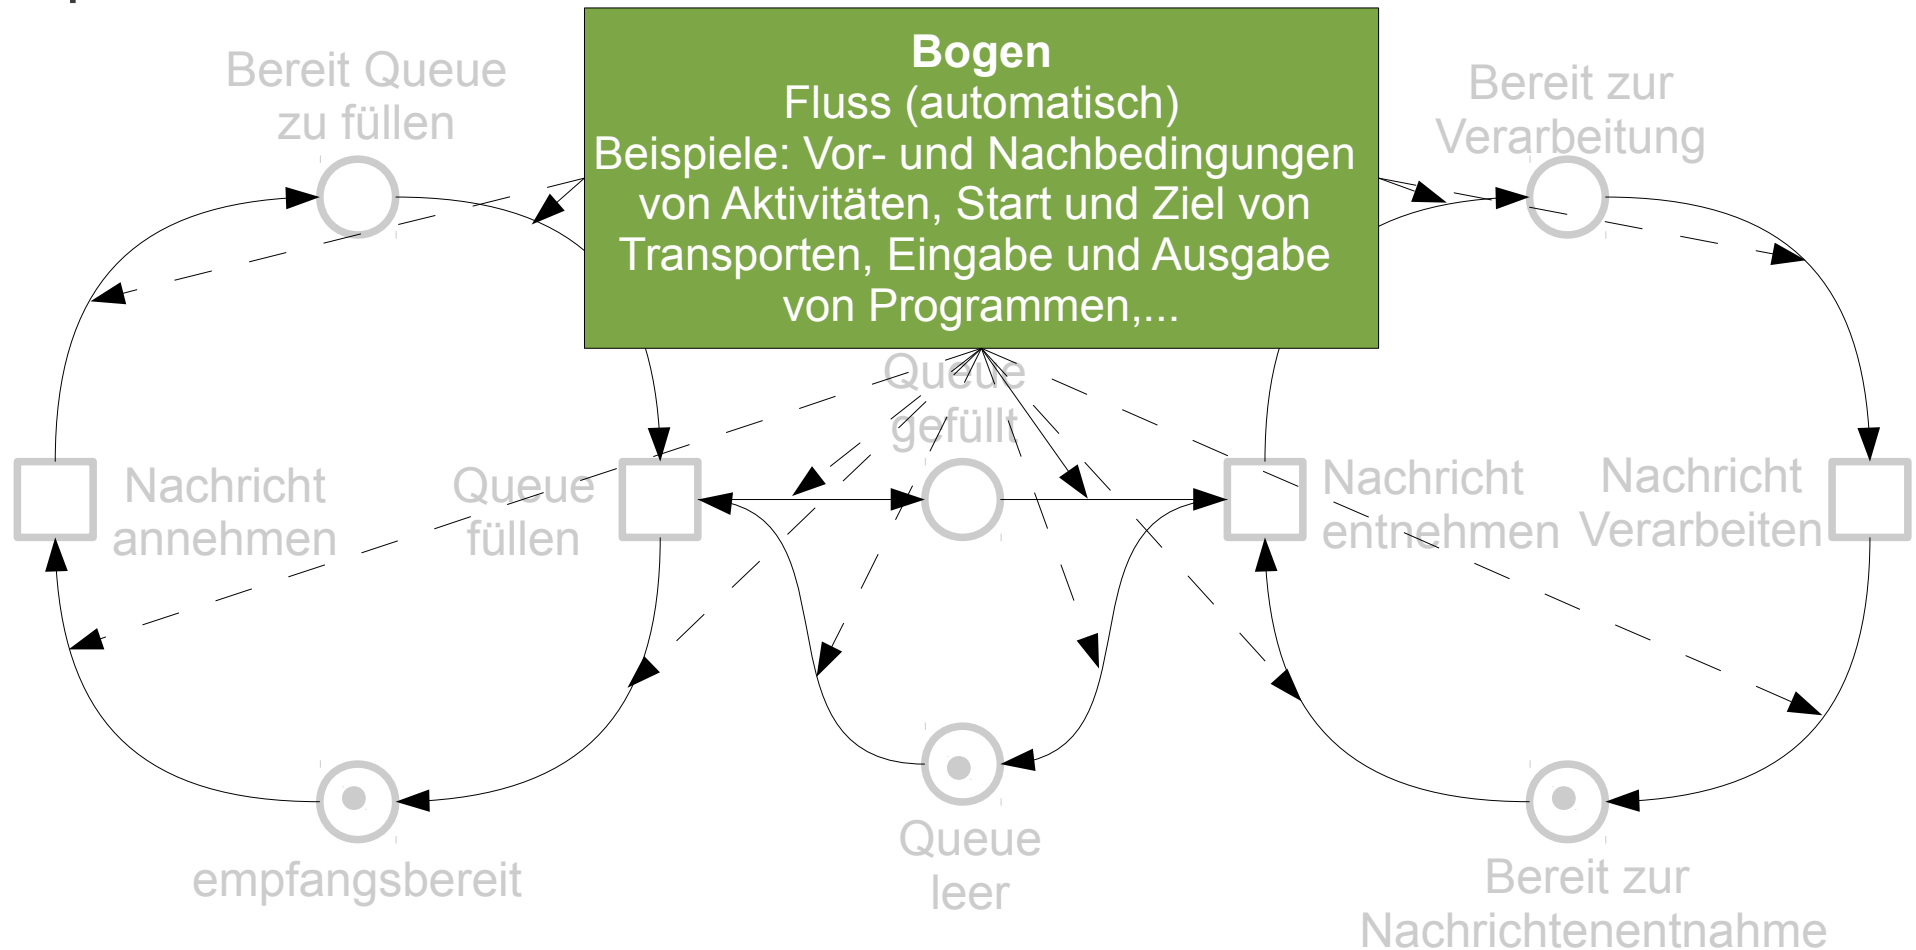 Bogen
Fluss (automatisch)
Beispiele: Vor- und Nachbedingungen
von Aktivitäten, Start und Ziel von
Transporten, Eingabe und Ausgabe
von Programmen,...
Bereit Queue
zu füllen
Bereit zur
Verarbeitung
Queue
gefüllt
Nachricht
annehmen
Queue
füllen
Nachricht
entnehmen
Nachricht
Verarbeiten
empfangsbereit
Queue
leer
Bereit zur
Nachrichtenentnahme